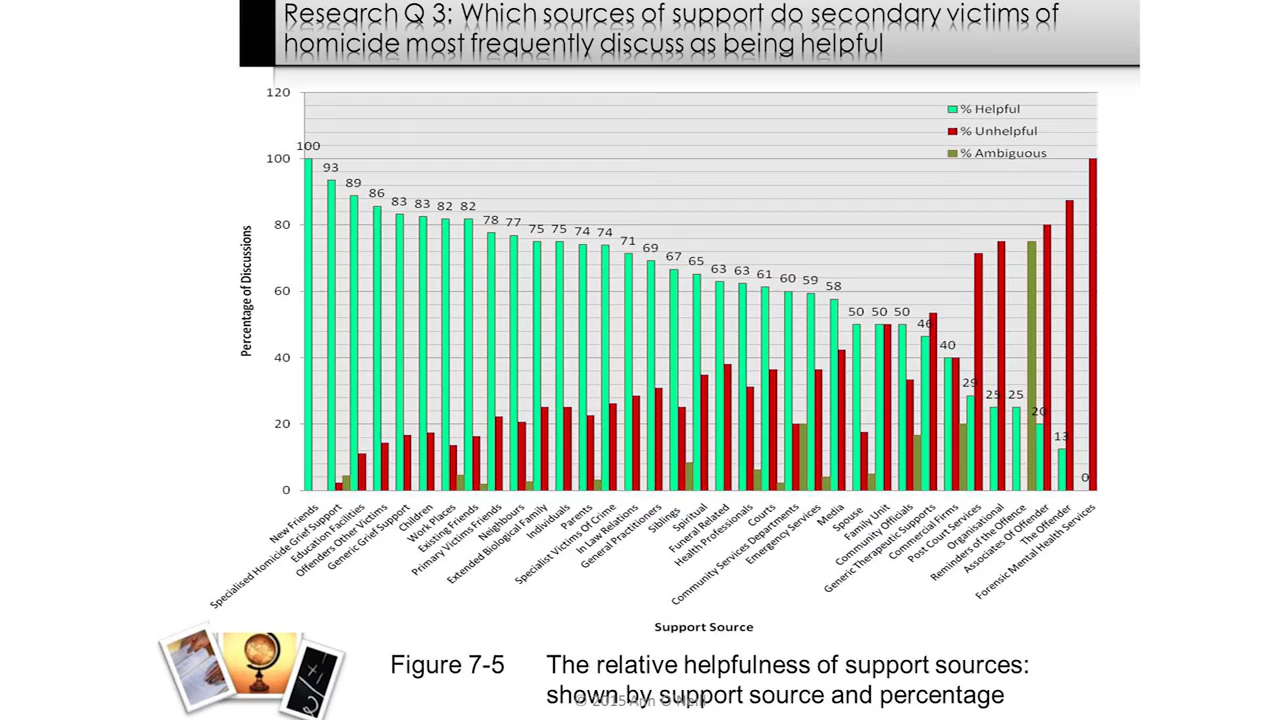 Research Q 3: Which sources of support do secondary victims of
homicide most frequently discuss as being helpful
120
% Helpful
% Unhelpful
% Ambiguous
100
80
60
40
20
0
Percentage of Discussions
100
93
89
86
83
83
82
82
78
77
75
75
74
74
71
69
67
65
63
63
61
60
59
58
50
50
50
46
40
29
25
25
20
13
0
New Friends
Specialised Homicide Grief Support
Education Facilities
Offenders Other Victims
Generic Grief Support
Children
Work Places
Existing Friends
Primary Victims Friends
Neighbours
Extended Biological Family
Individuals
Parents
Specialist Victims Of Crime
In Law Relations
General Practitioners
Siblings
Spiritual
Funeral Related
Health Professionals
Courts
Community Services Departments
Emergency Services
Media
Spouse
Family Unit
Community Officials
Generic Therapeutic Supports
Commercial Firms
Post Court Services
Organisational
Reminders of the Offence
Associates Of Offender
The Offender
Forensic Mental Health Services
Support Source
Figure 7-5 The relative helpfulness of support sources:
shown by support source and percentage
© 2015 Ann O'Neill